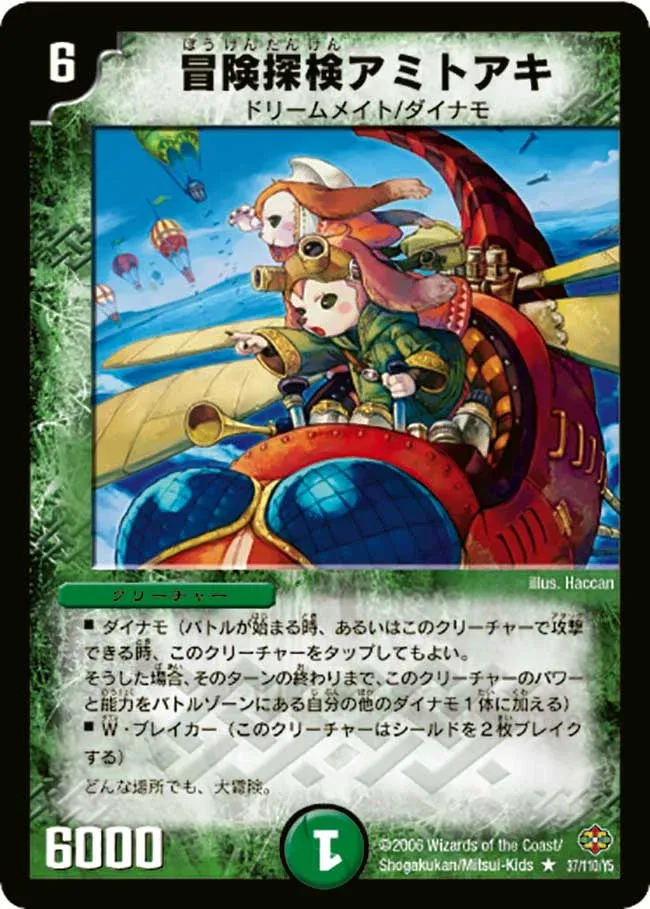 6
ぼうけんたんけん
冒険探検アミトアキ
ドリームメイト/ダイナモ
illus. Haccan
クリーチャー
■ ダイナモ（バトルが始まる時、あるいはこのクリーチャーで攻撃
できる時、このクリーチャーをタップしてもよい。
そうした場合、そのターンの終わりまで、このクリーチャーのパワー
と能力をバトルゾーンにある自分の他のダイナモ1体に加える）
■ W・ブレイカー（このクリーチャーはシールドを2枚ブレイク
する）
どんな場所でも、大冒険。
6000
1
©2006 Wizards of the Coast/
Shogakukan/Mitsui-Kids ★ 37/110/Y5